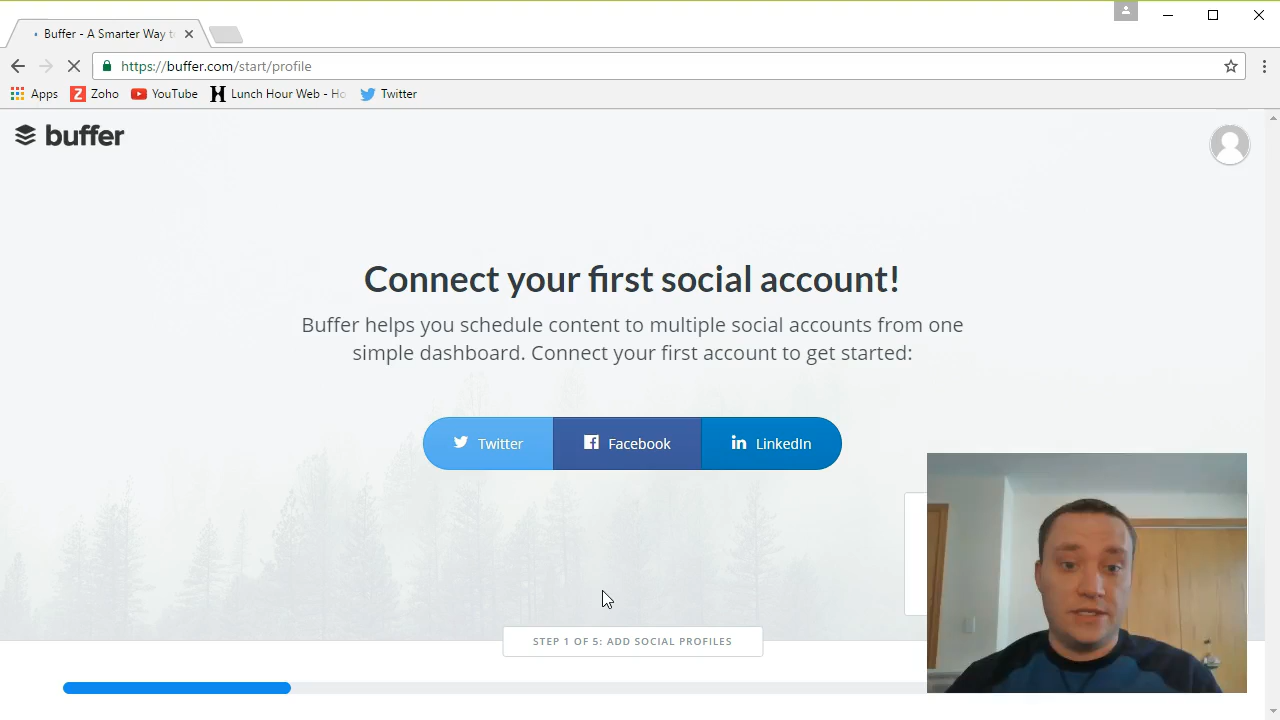 Buffer - A Smarter Way to
https://buffer.com/start/profile
Apps
Z Zoho
YouTube
H Lunch Hour Web - Ho
Twitter
buffer
Connect your first social account!
Buffer helps you schedule content to multiple social accounts from one
simple dashboard. Connect your first account to get started:
Twitter
Facebook
in LinkedIn
STEP 1 OF 5: ADD SOCIAL PROFILES